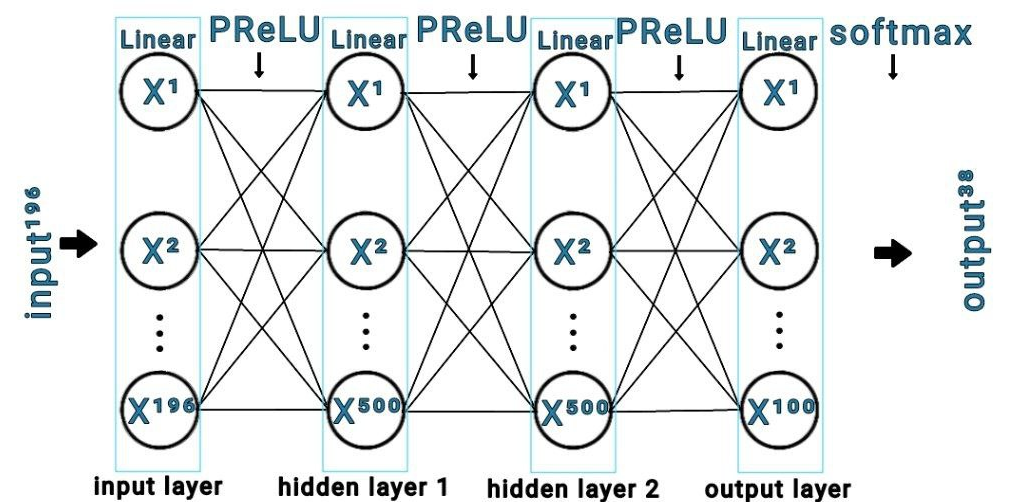 Linear PReLU Linear PReLU Linear PReLU Linear softmax
X¹ X¹ X¹ X¹
input¹⁹⁶
output³⁸
X² X² X² X²
X¹⁹⁶ X⁵⁰⁰ X⁵⁰⁰ X¹⁰⁰
input layer hidden layer 1 hidden layer 2 output layer